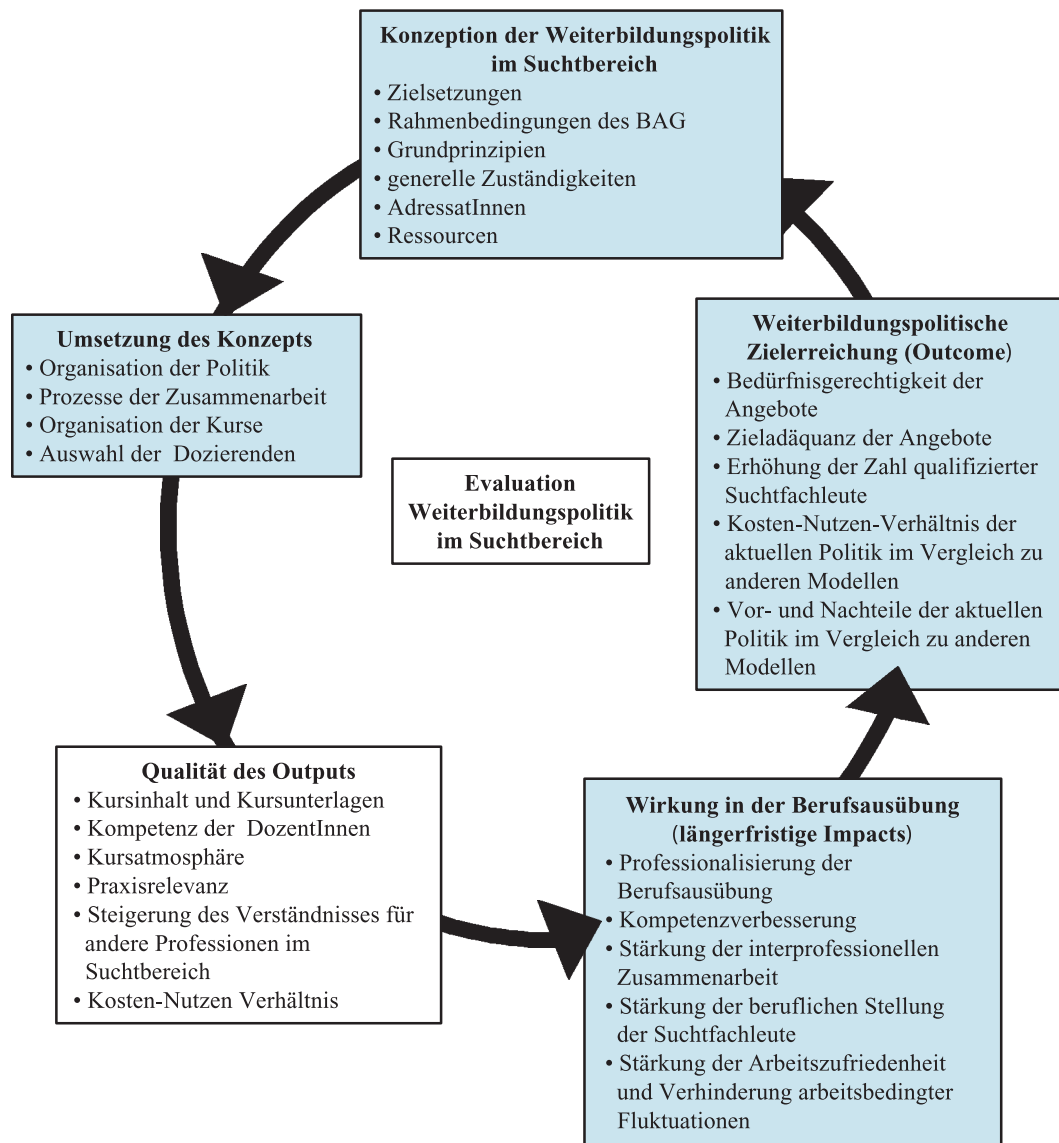 Konzeption der Weiterbildungspolitik
im Suchtbereich
• Zielsetzungen
• Rahmenbedingungen des BAG
• Grundprinzipien
• generelle Zuständigkeiten
• AdressatInnen
• Ressourcen
Umsetzung des Konzepts
• Organisation der Politik
• Prozesse der Zusammenarbeit
• Organisation der Kurse
• Auswahl der Dozierenden
Evaluation
Weiterbildungspolitik
im Suchtbereich
Weiterbildungspolitische
Zielerreichung (Outcome)
• Bedürfnisgerechtigkeit der
Angebote
• Zieladäquanz der Angebote
• Erhöhung der Zahl qualifizierter
Suchtfachleute
• Kosten-Nutzen-Verhältnis der
aktuellen Politik im Vergleich zu
anderen Modellen
• Vor- und Nachteile der aktuellen
Politik im Vergleich zu anderen
Modellen
Qualität des Outputs
• Kursinhalt und Kursunterlagen
• Kompetenz der DozentInnen
• Kursatmosphäre
• Praxisrelevanz
• Steigerung des Verständnisses für
andere Professionen im
Suchtbereich
• Kosten-Nutzen Verhältnis
Wirkung in der Berufsausübung
(längerfristige Impacts)
• Professionalisierung der
Berufsausübung
• Kompetenzverbesserung
• Stärkung der interprofessionellen
Zusammenarbeit
• Stärkung der beruflichen Stellung
der Suchtfachleute
• Stärkung der Arbeitszufriedenheit
und Verhinderung arbeitsbedingter
Fluktuationen